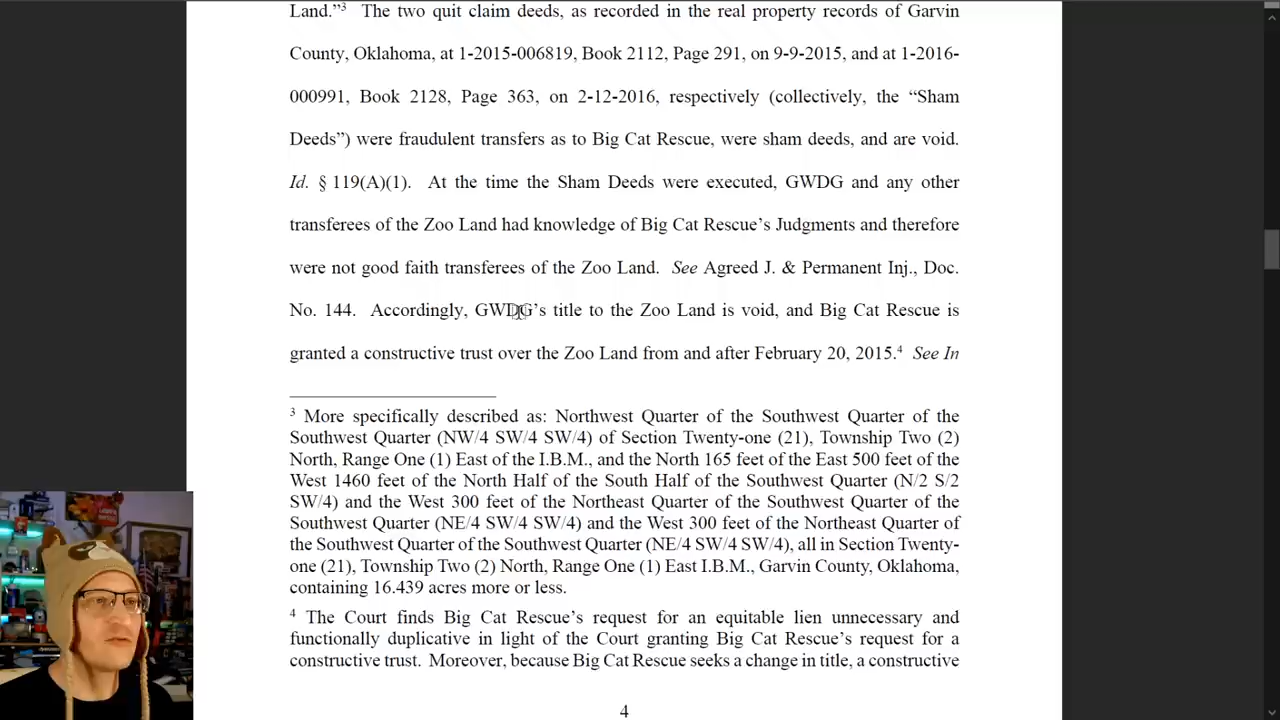 Land.”³ The two quit claim deeds, as recorded in the real property records of Garvin
County, Oklahoma, at 1-2015-006819, Book 2112, Page 291, on 9-9-2015, and at 1-2016-
000991, Book 2128, Page 363, on 2-12-2016, respectively (collectively, the “Sham
Deeds”) were fraudulent transfers as to Big Cat Rescue, were sham deeds, and are void.
Id. § 119(A)(1). At the time the Sham Deeds were executed, GWDG and any other
transferees of the Zoo Land had knowledge of Big Cat Rescue’s Judgments and therefore
were not good faith transferees of the Zoo Land. See Agreed J. & Permanent Inj., Doc.
No. 144. Accordingly, GWDG’s title to the Zoo Land is void, and Big Cat Rescue is
granted a constructive trust over the Zoo Land from and after February 20, 2015.⁴ See In
³ More specifically described as: Northwest Quarter of the Southwest Quarter of the
Southwest Quarter (NW/4 SW/4 SW/4) of Section Twenty-one (21), Township Two (2)
North, Range One (1) East of the I.B.M., and the North 165 feet of the East 500 feet of the
West 1460 feet of the North Half of the South Half of the Southwest Quarter (N/2 S/2
SW/4) and the West 300 feet of the Northeast Quarter of the Southwest Quarter of the
Southwest Quarter (NE/4 SW/4 SW/4) and the West 300 feet of the Northeast Quarter of
the Southwest Quarter of the Southwest Quarter (NE/4 SW/4 SW/4), all in Section Twenty-
one (21), Township Two (2) North, Range One (1) East I.B.M., Garvin County, Oklahoma,
containing 16.439 acres more or less.
⁴ The Court finds Big Cat Rescue’s request for an equitable lien unnecessary and
functionally duplicative in light of the Court granting Big Cat Rescue’s request for a
constructive trust. Moreover, because Big Cat Rescue seeks a change in title, a constructive
4